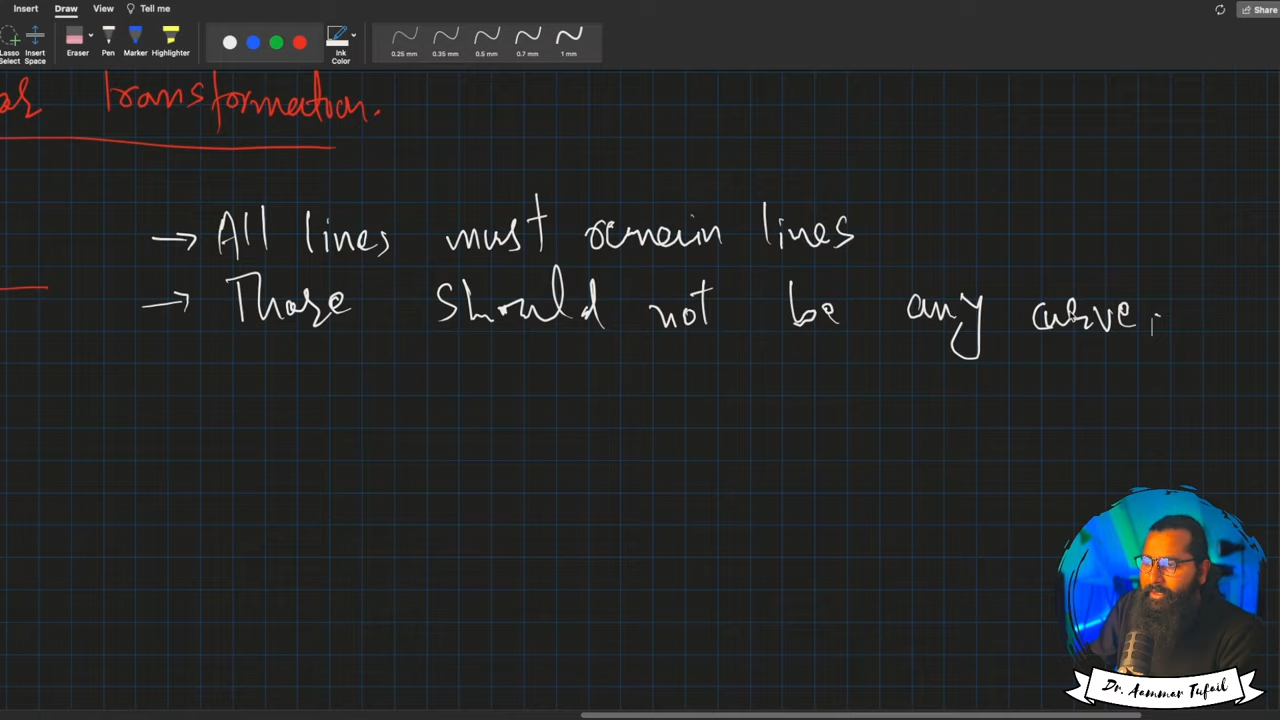 Insert Draw View Tell me Share
Lasso Select Insert Space Eraser Pen Marker Highlighter Ink Color 0.25 mm 0.35 mm 0.5 mm 0.7 mm 1 mm
transformation.
→ All lines must remain lines
→ There should not be any curve.
Dr. Aammar Tufail